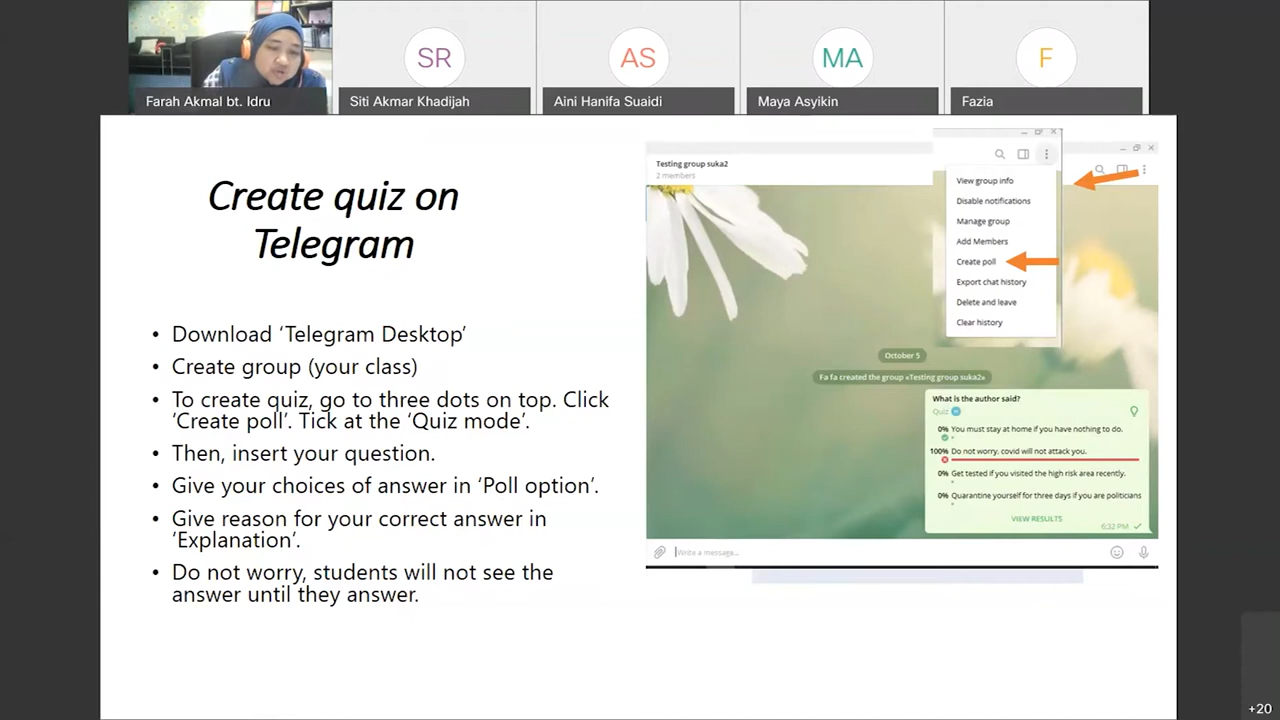 SR
AS
MA
F
Farah Akmal bt. Idru
Siti Akmar Khadijah
Aini Hanifa Suaidi
Maya Asyikin
Fazia
Create quiz on
Telegram
• Download ‘Telegram Desktop’
• Create group (your class)
• To create quiz, go to three dots on top. Click
‘Create poll’. Tick at the ‘Quiz mode’.
• Then, insert your question.
• Give your choices of answer in ‘Poll option’.
• Give reason for your correct answer in
‘Explanation’.
• Do not worry, students will not see the
answer until they answer.
Testing group suka2
2 members
View group info
Disable notifications
Manage group
Add Members
Create poll
Export chat history
Delete and leave
Clear history
October 5
Fa fa created the group «Testing group suka2»
What is the author said?
Quiz
0% You must stay at home if you have nothing to do.
100% Do not worry. covid will not attack you.
0% Get tested if you visited the high risk area recently.
0% Quarantine yourself for three days if you are politicians
VIEW RESULTS
6:32 PM
Write a message...
+20